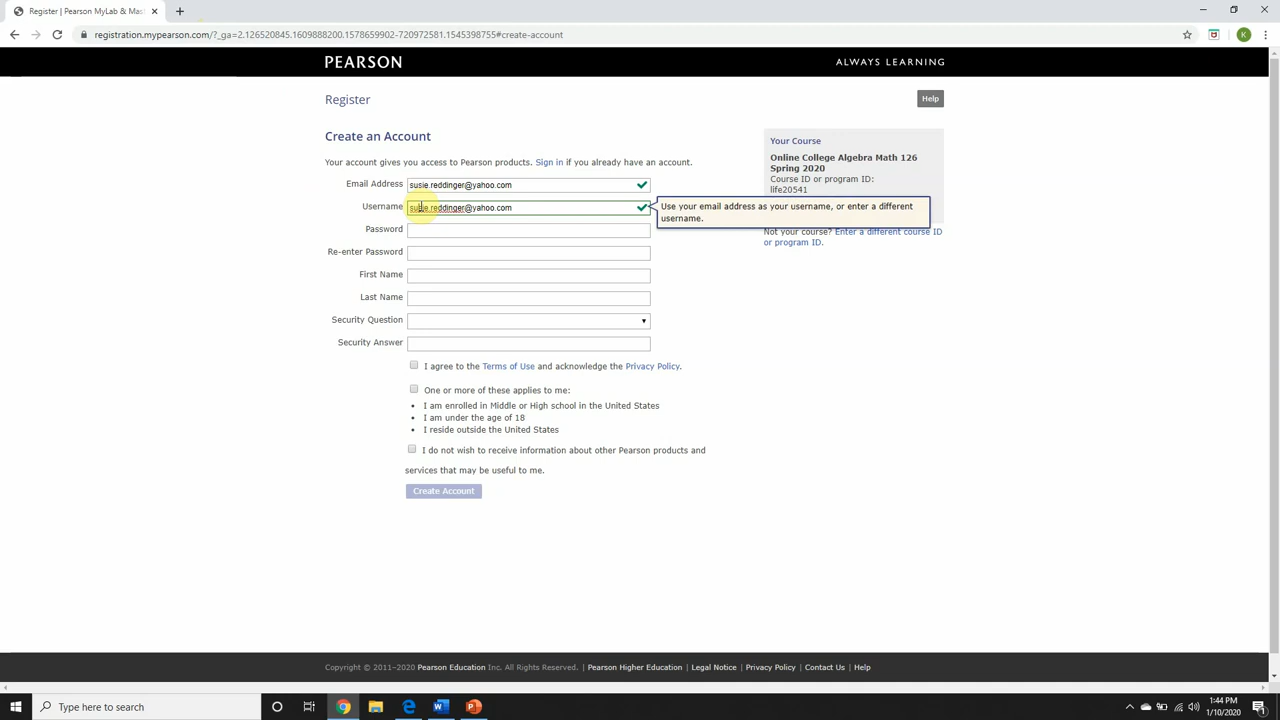 Register | Pearson MyLab & Mas
registration.mypearson.com/?_ga=2.126520845.1609888200.1578659902-907792231.1545398755#create-account
K
PEARSON
ALWAYS LEARNING
Register
Help
Create an Account
Your account gives you access to Pearson products. Sign in if you already have an account.
Email Address susie.reddinger@yahoo.com
Username susie.reddinger@yahoo.com
Use your email address as your username, or enter a different
username.
Password
Re-enter Password
First Name
Last Name
Security Question
Security Answer
I agree to the Terms of Use and acknowledge the Privacy Policy.
One or more of these applies to me:
• I am enrolled in Middle or High school in the United States
• I am under the age of 18
• I reside outside the United States
I do not wish to receive information about other Pearson products and
services that may be useful to me.
Create Account
Your Course
Online College Algebra Math 126
Spring 2020
Course ID or program ID:
life20541
Not your course? Enter a different course ID
or program ID.
Copyright © 2011–2020 Pearson Education Inc. All Rights Reserved. | Pearson Higher Education | Legal Notice | Privacy Policy | Contact Us | Help
Type here to search
1:44 PM
1/10/2020